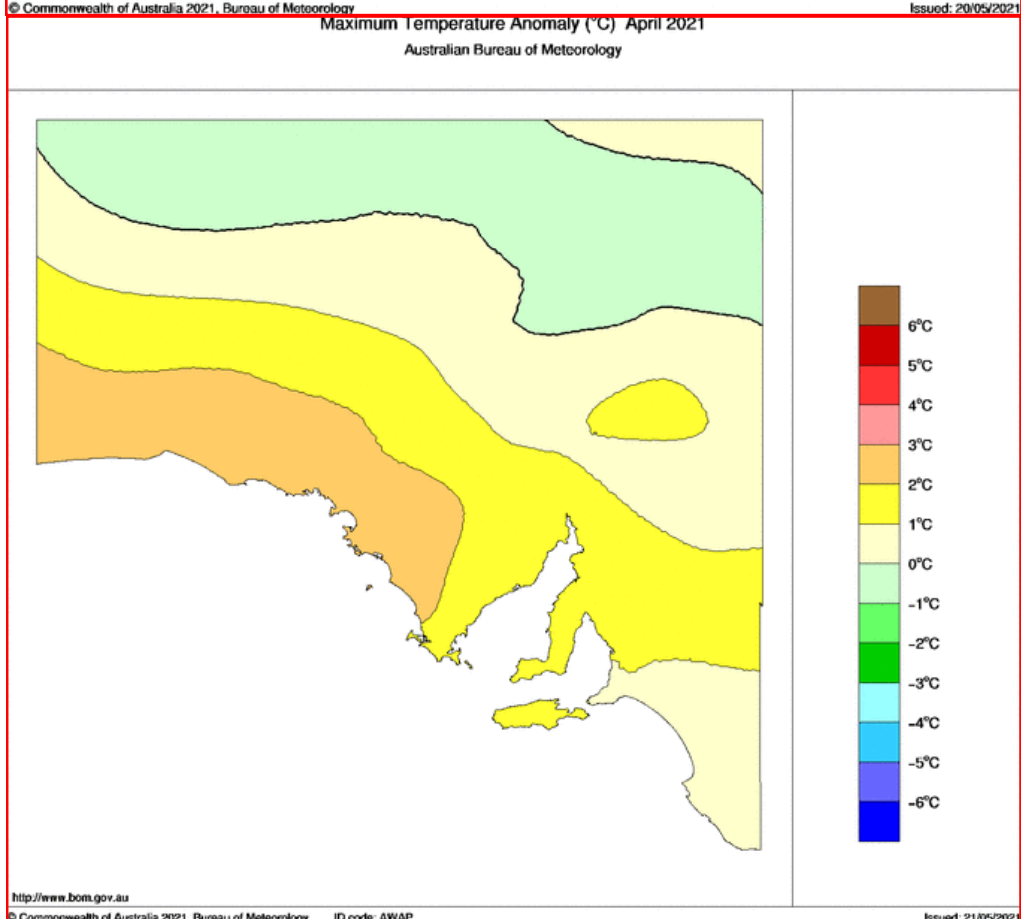 © Commonwealth of Australia 2021, Bureau of Meteorology Issued: 20/05/2021
Maximum Temperature Anomaly (°C) April 2021
Australian Bureau of Meteorology
6°C
5°C
4°C
3°C
2°C
1°C
0°C
-1°C
-2°C
-3°C
-4°C
-5°C
-6°C
http://www.bom.gov.au
© Commonwealth of Australia 2021, Bureau of Meteorology ID code: AWAP Issued: 21/05/2021